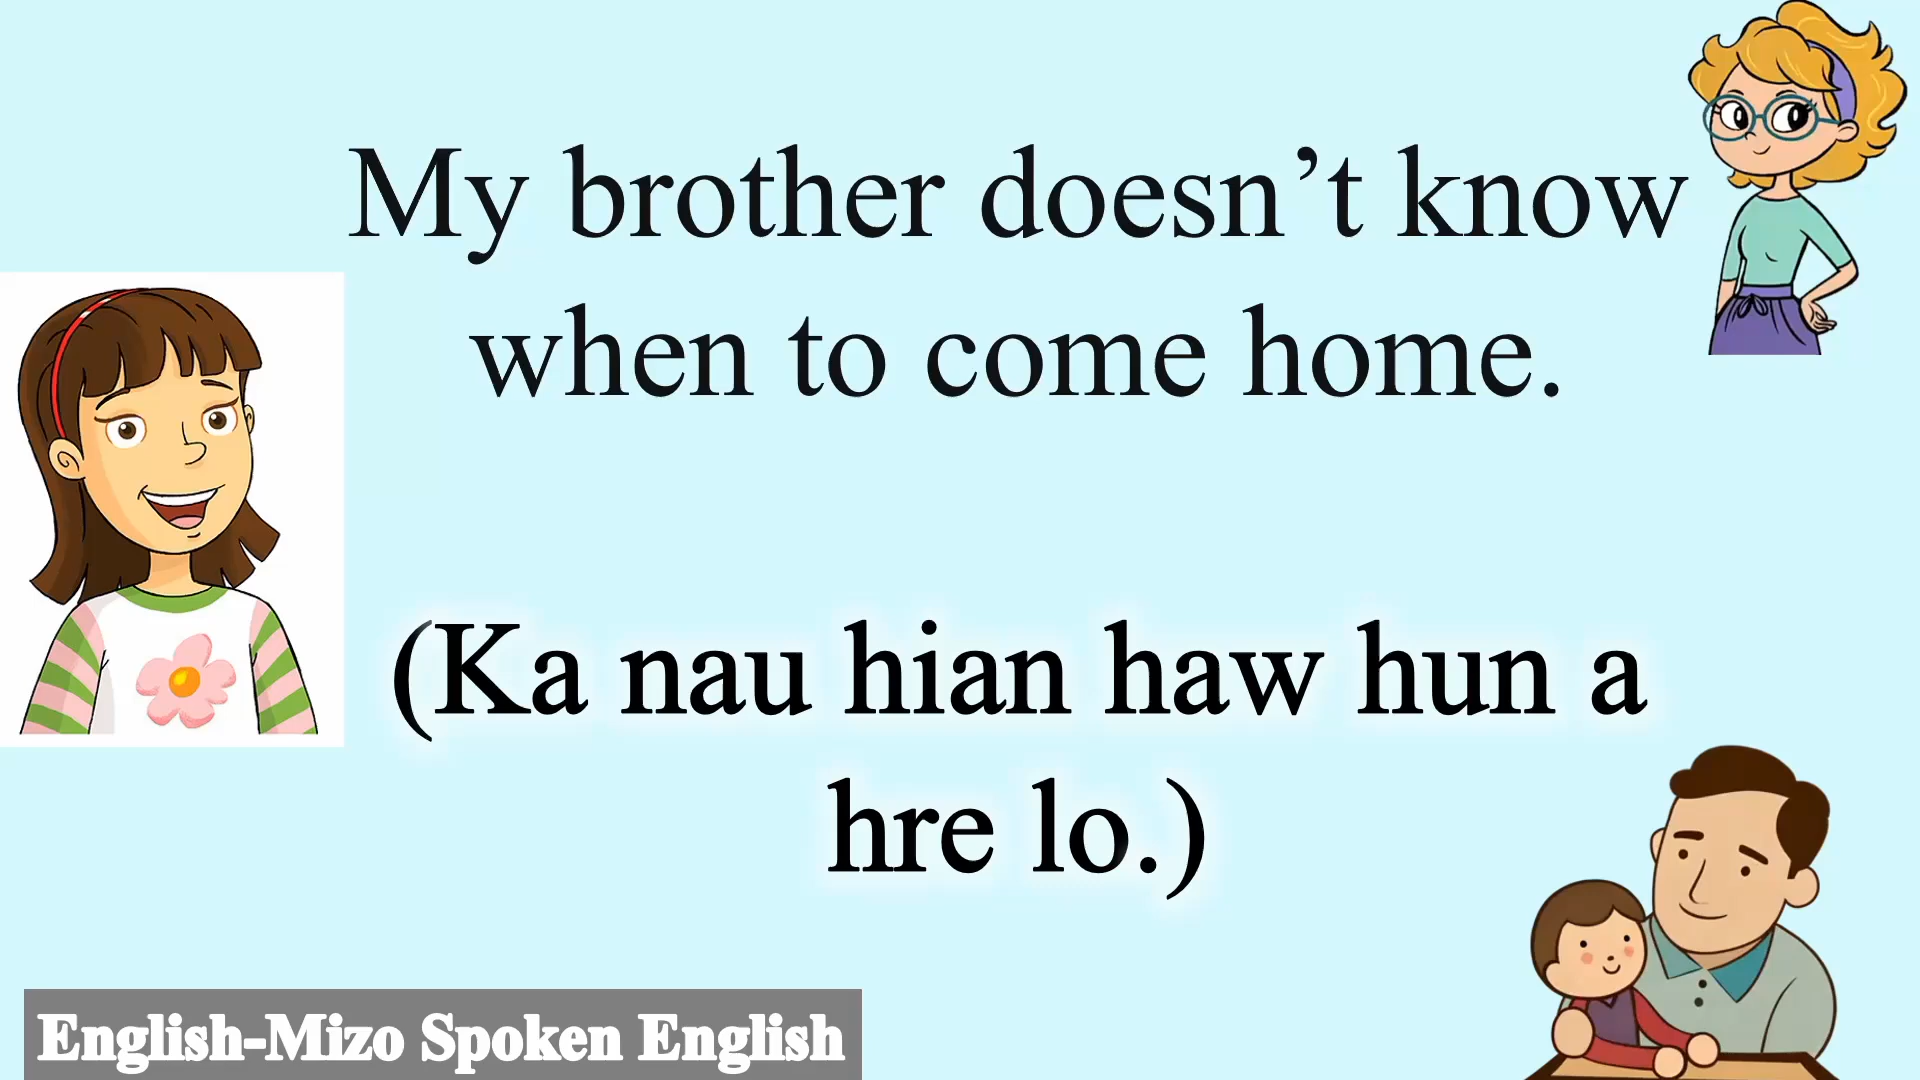 My brother doesn’t know
when to come home.
(Ka nau hian haw hun a
hre lo.)
English-Mizo Spoken English